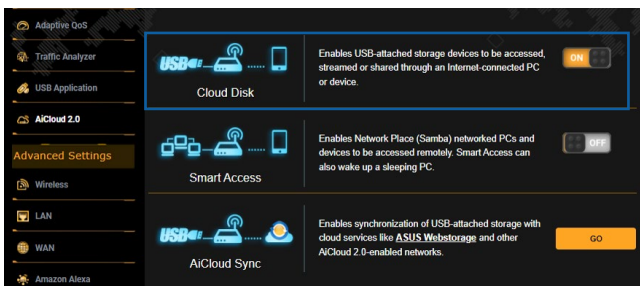 Adaptive QoS
Traffic Analyzer
USB Application
AiCloud 2.0
Advanced Settings
Wireless
LAN
WAN
Amazon Alexa
USB
Cloud Disk
Enables USB-attached storage devices to be accessed,
streamed or shared through an Internet-connected PC
or device.
ON
Smart Access
Enables Network Place (Samba) networked PCs and
devices to be accessed remotely. Smart Access can
also wake up a sleeping PC.
OFF
USB
AiCloud Sync
Enables synchronization of USB-attached storage with
cloud services like ASUS Webstorage and other
AiCloud 2.0-enabled networks.
GO